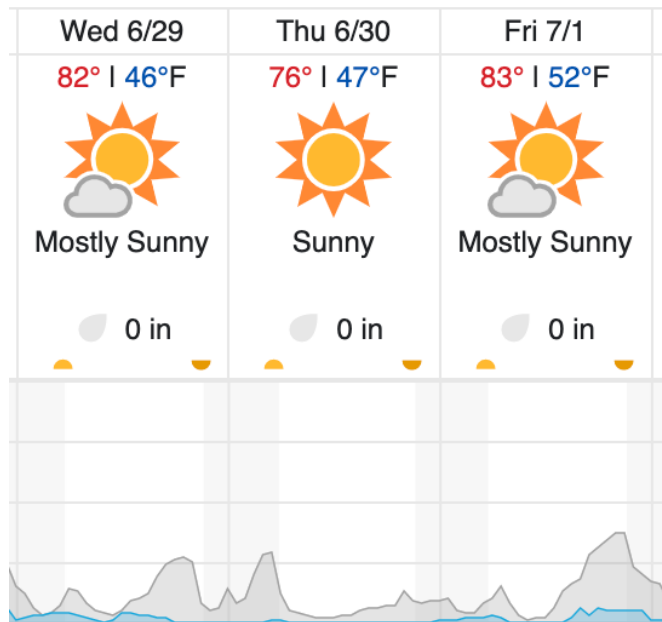 Wed 6/29 Thu 6/30 Fri 7/1
82° | 46°F 76° | 47°F 83° | 52°F
Mostly Sunny Sunny Mostly Sunny
0 in 0 in 0 in